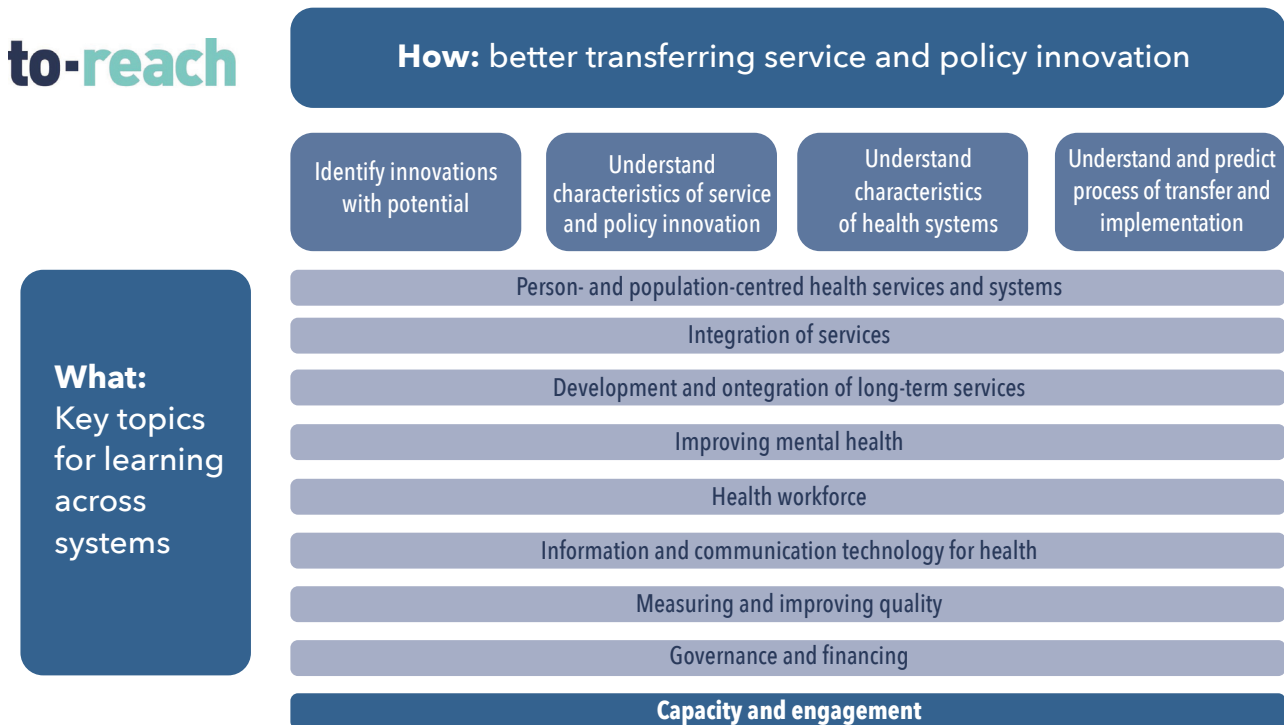 to-reach
How: better transferring service and policy innovation
Identify innovations
with potential
Understand
characteristics of service
and policy innovation
Understand
characteristics
of health systems
Understand and predict
process of transfer and
implementation
What:
Key topics
for learning
across
systems
Person- and population-centred health services and systems
Integration of services
Development and ontegration of long-term services
Improving mental health
Health workforce
Information and communication technology for health
Measuring and improving quality
Governance and financing
Capacity and engagement